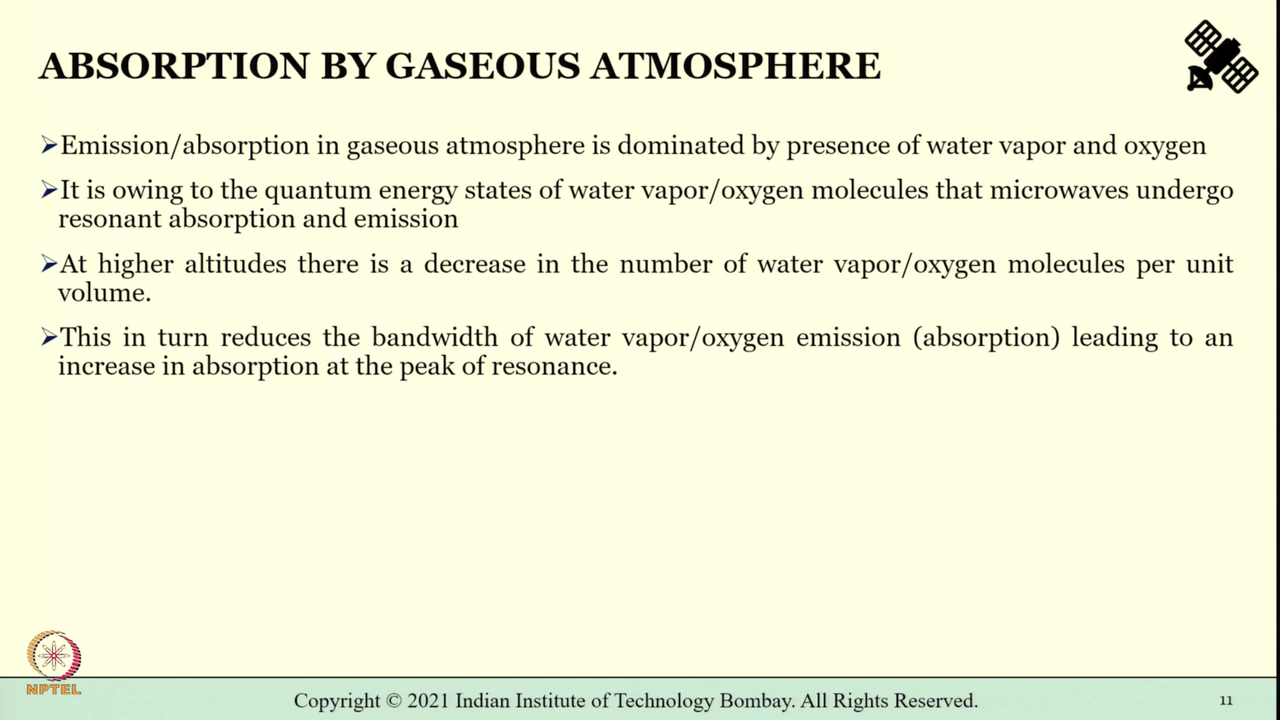 ABSORPTION BY GASEOUS ATMOSPHERE
➢Emission/absorption in gaseous atmosphere is dominated by presence of water vapor and oxygen
➢It is owing to the quantum energy states of water vapor/oxygen molecules that microwaves undergo
resonant absorption and emission
➢At higher altitudes there is a decrease in the number of water vapor/oxygen molecules per unit
volume.
➢This in turn reduces the bandwidth of water vapor/oxygen emission (absorption) leading to an
increase in absorption at the peak of resonance.
NPTEL
Copyright © 2021 Indian Institute of Technology Bombay. All Rights Reserved.
11